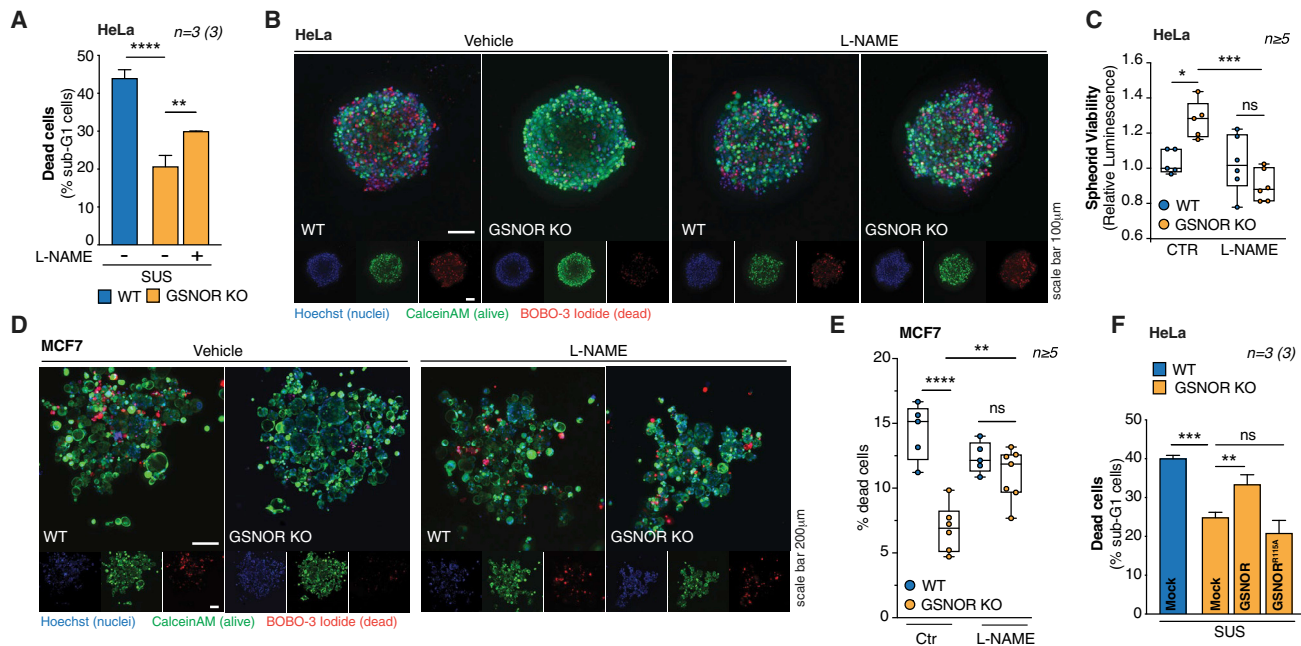 A
HeLa
n=3 (3)
****
**
50
40
30
20
10
0
Dead cells
(% sub-G1 cells)
L-NAME
-
-
+
SUS
WT
GSNOR KO
B
HeLa
Vehicle
L-NAME
WT
GSNOR KO
WT
GSNOR KO
scale bar 100µm
Hoechst (nuclei)
CalceinAM (alive)
BOBO-3 Iodide (dead)
C
HeLa
n≥5
***
*
ns
1.6
1.4
1.2
1.0
0.8
0.6
Spheorid Viability
(Relative Luminescence)
WT
GSNOR KO
CTR
L-NAME
D
MCF7
Vehicle
L-NAME
WT
GSNOR KO
WT
GSNOR KO
scale bar 200µm
Hoechst (nuclei)
CalceinAM (alive)
BOBO-3 Iodide (dead)
E
MCF7
n≥5
**
****
ns
20
15
10
5
0
% dead cells
WT
GSNOR KO
Ctr
L-NAME
F
HeLa
n=3 (3)
WT
GSNOR KO
***
ns
**
50
40
30
20
10
0
Dead cells
(% sub-G1 cells)
Mock
Mock
GSNOR
GSNOR^R115A
SUS